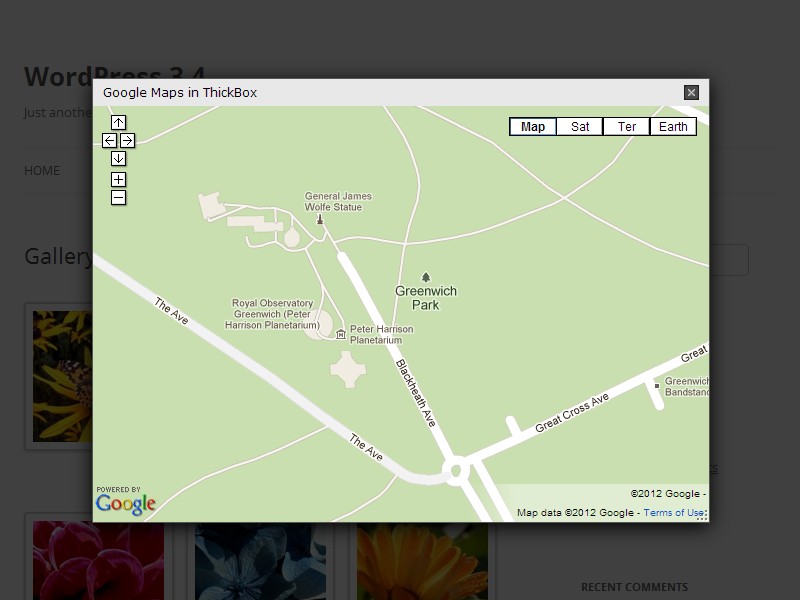 WordPress 3.4
Google Maps in ThickBox
Just anothe
Map Sat Ter Earth
HOME
General James
Wolfe Statue
Gallery
Greenwich
Park
The Ave
Royal Observatory
Greenwich (Peter
Harrison Planetarium)
Peter Harrison
Planetarium
Blackheath Ave
Great
Greenwich
Bandstand
Great Cross Ave
The Ave
POWERED BY
Google
©2012 Google -
Map data ©2012 Google - Terms of Use
RECENT COMMENTS